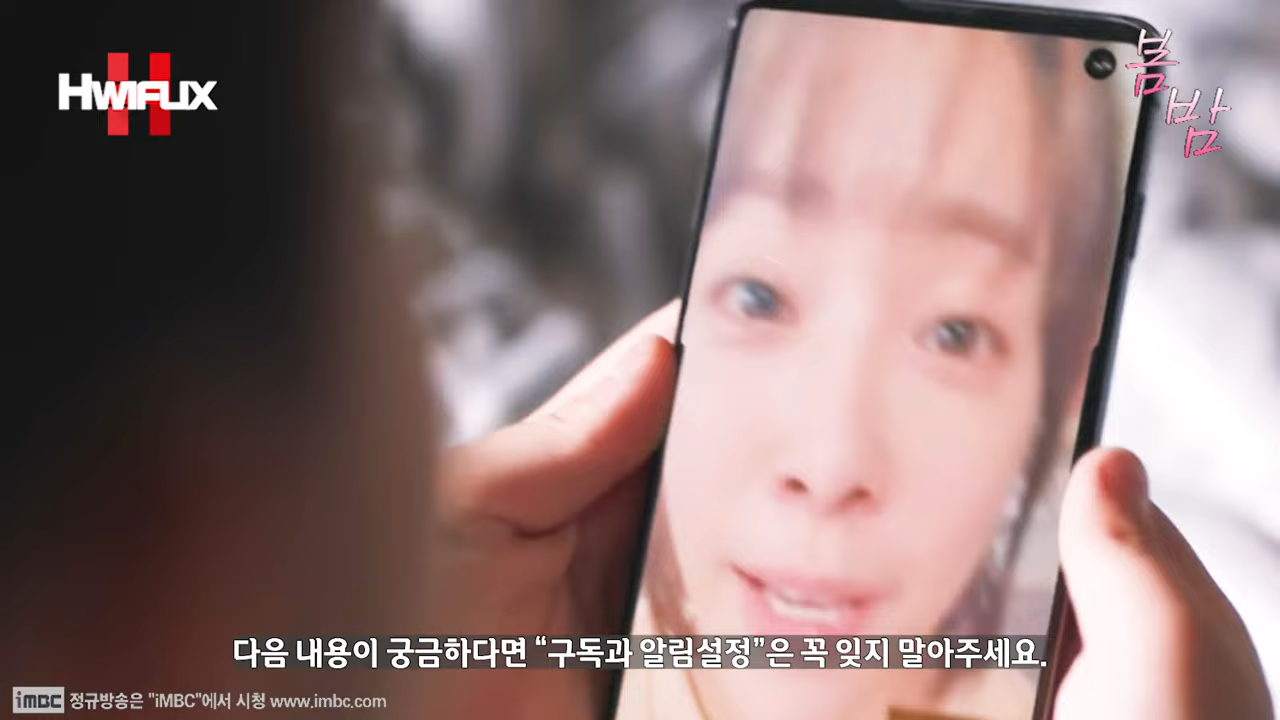 HWIFLIX
봄
밤
다음 내용이 궁금하다면 “구독과 알림설정”은 꼭 잊지 말아주세요.
iMBC 정규방송은 "iMBC"에서 시청 www.imbc.com